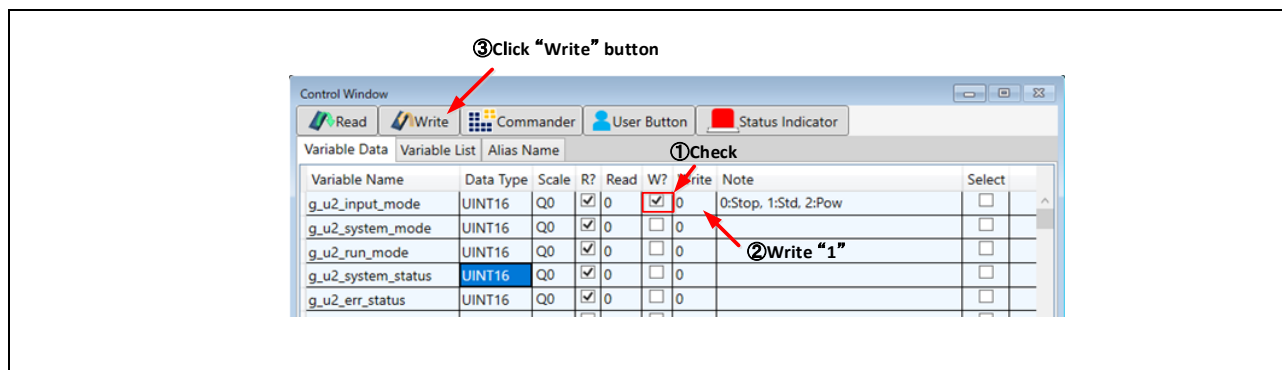 ③Click “Write” button
Control Window
Read Write Commander User Button Status Indicator
Variable Data Variable List Alias Name
①Check
Variable Name Data Type Scale R? Read W? Write Note Select
g_u2_input_mode UINT16 Q0 0 0 0:Stop, 1:Std, 2:Pow
g_u2_system_mode UINT16 Q0 0 0
②Write “1”
g_u2_run_mode UINT16 Q0 0 0
g_u2_system_status UINT16 Q0 0 0
g_u2_err_status UINT16 Q0 0 0